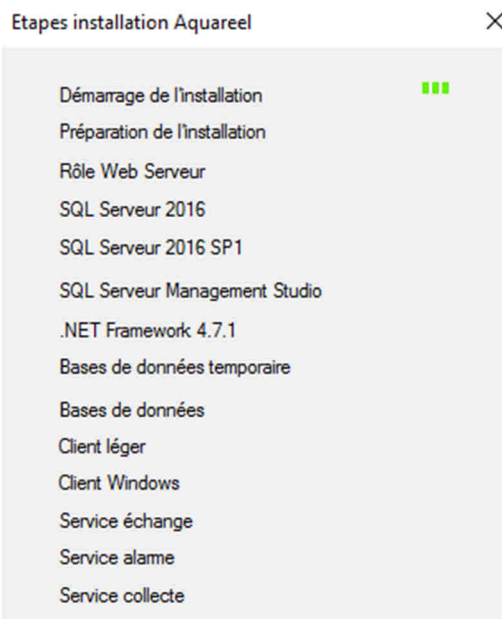 Etapes installation Aquareel
Démarrage de l'installation
Préparation de l'installation
Rôle Web Serveur
SQL Serveur 2016
SQL Serveur 2016 SP1
SQL Serveur Management Studio
.NET Framework 4.7.1
Bases de données temporaire
Bases de données
Client léger
Client Windows
Service échange
Service alarme
Service collecte